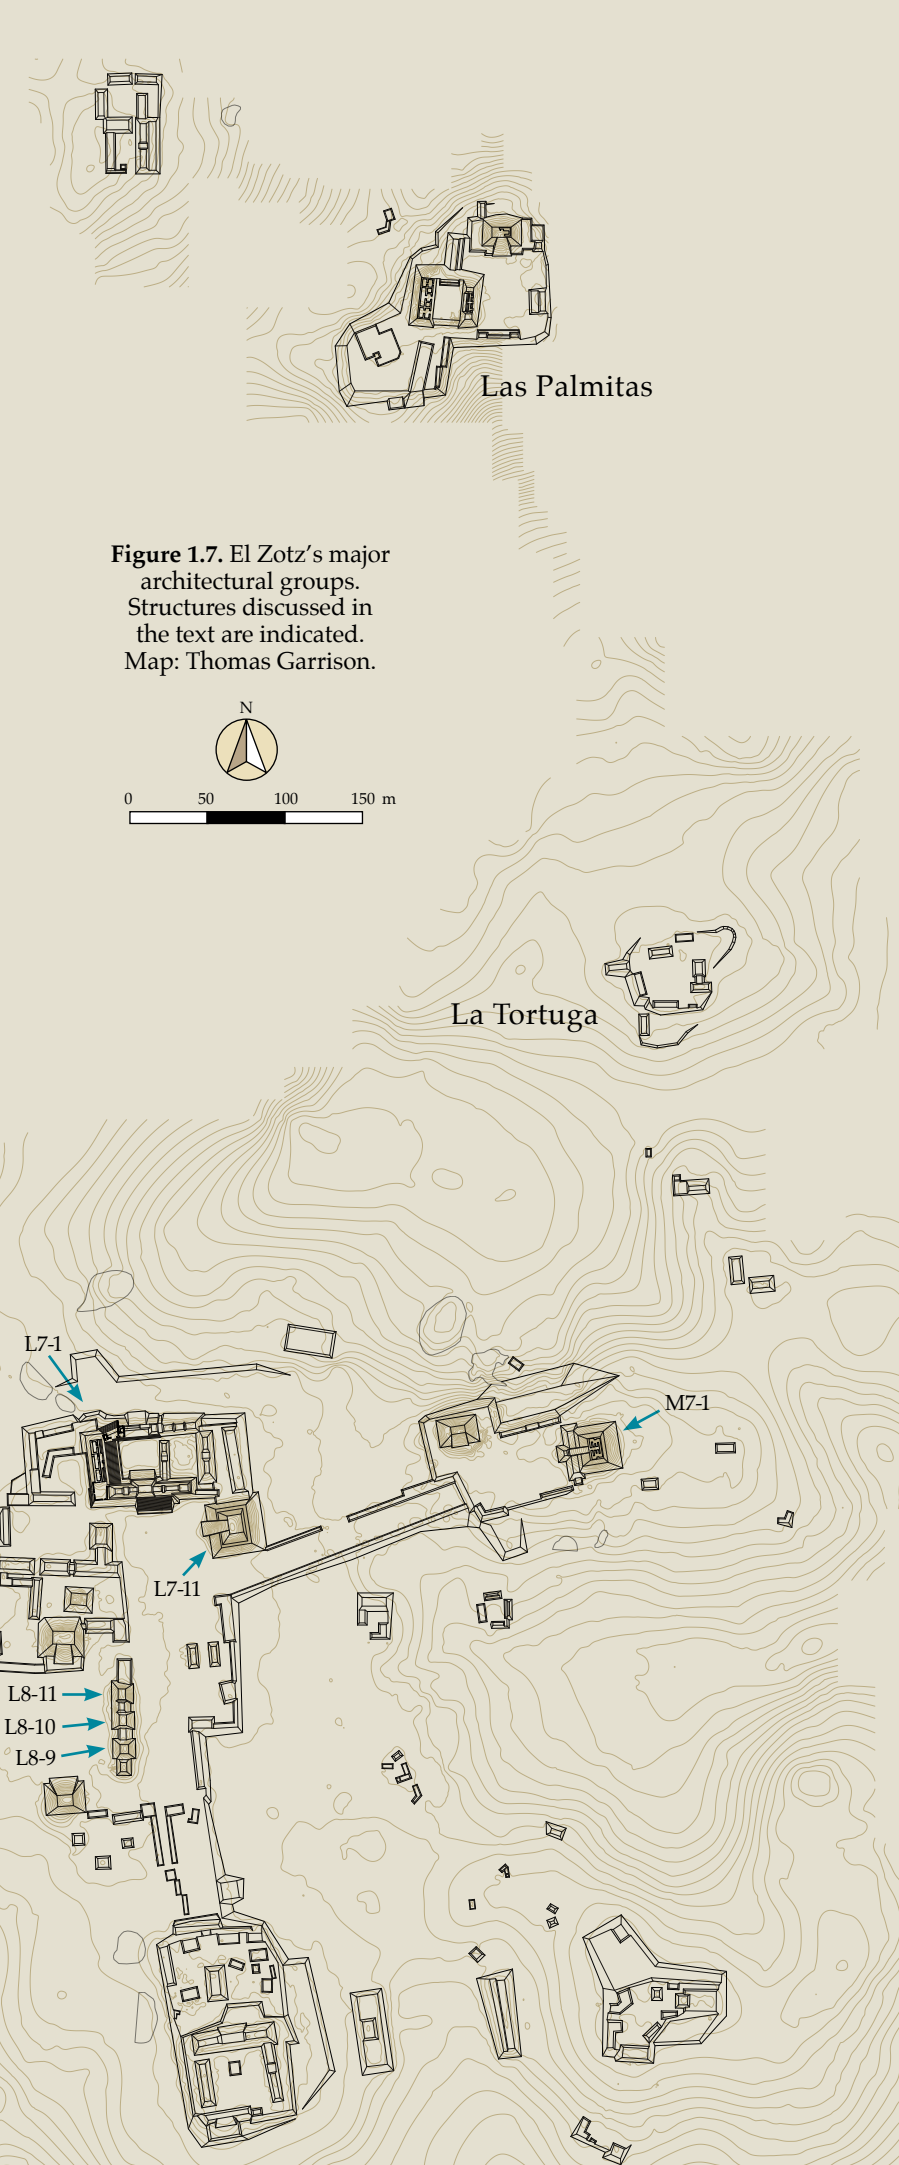 Las Palmitas
Figure 1.7. El Zotz’s major
architectural groups.
Structures discussed in
the text are indicated.
Map: Thomas Garrison.
N
0 50 100 150 m
La Tortuga
L7-1
M7-1
L7-11
L8-11
L8-10
L8-9